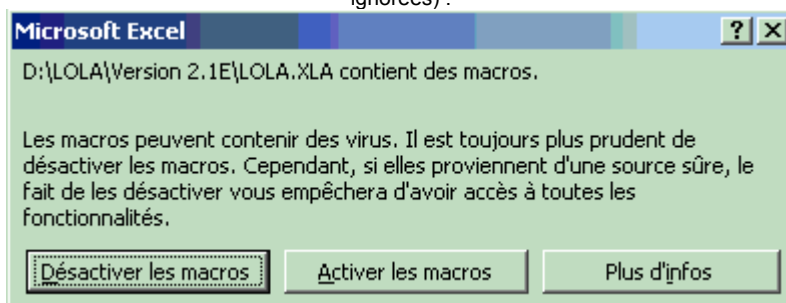 ignorées) :
Microsoft Excel
D:\LOLA\Version 2.1E\LOLA.XLA contient des macros.
Les macros peuvent contenir des virus. Il est toujours plus prudent de
désactiver les macros. Cependant, si elles proviennent d'une source sûre, le
fait de les désactiver vous empêchera d'avoir accès à toutes les
fonctionnalités.
Désactiver les macros Activer les macros Plus d'infos